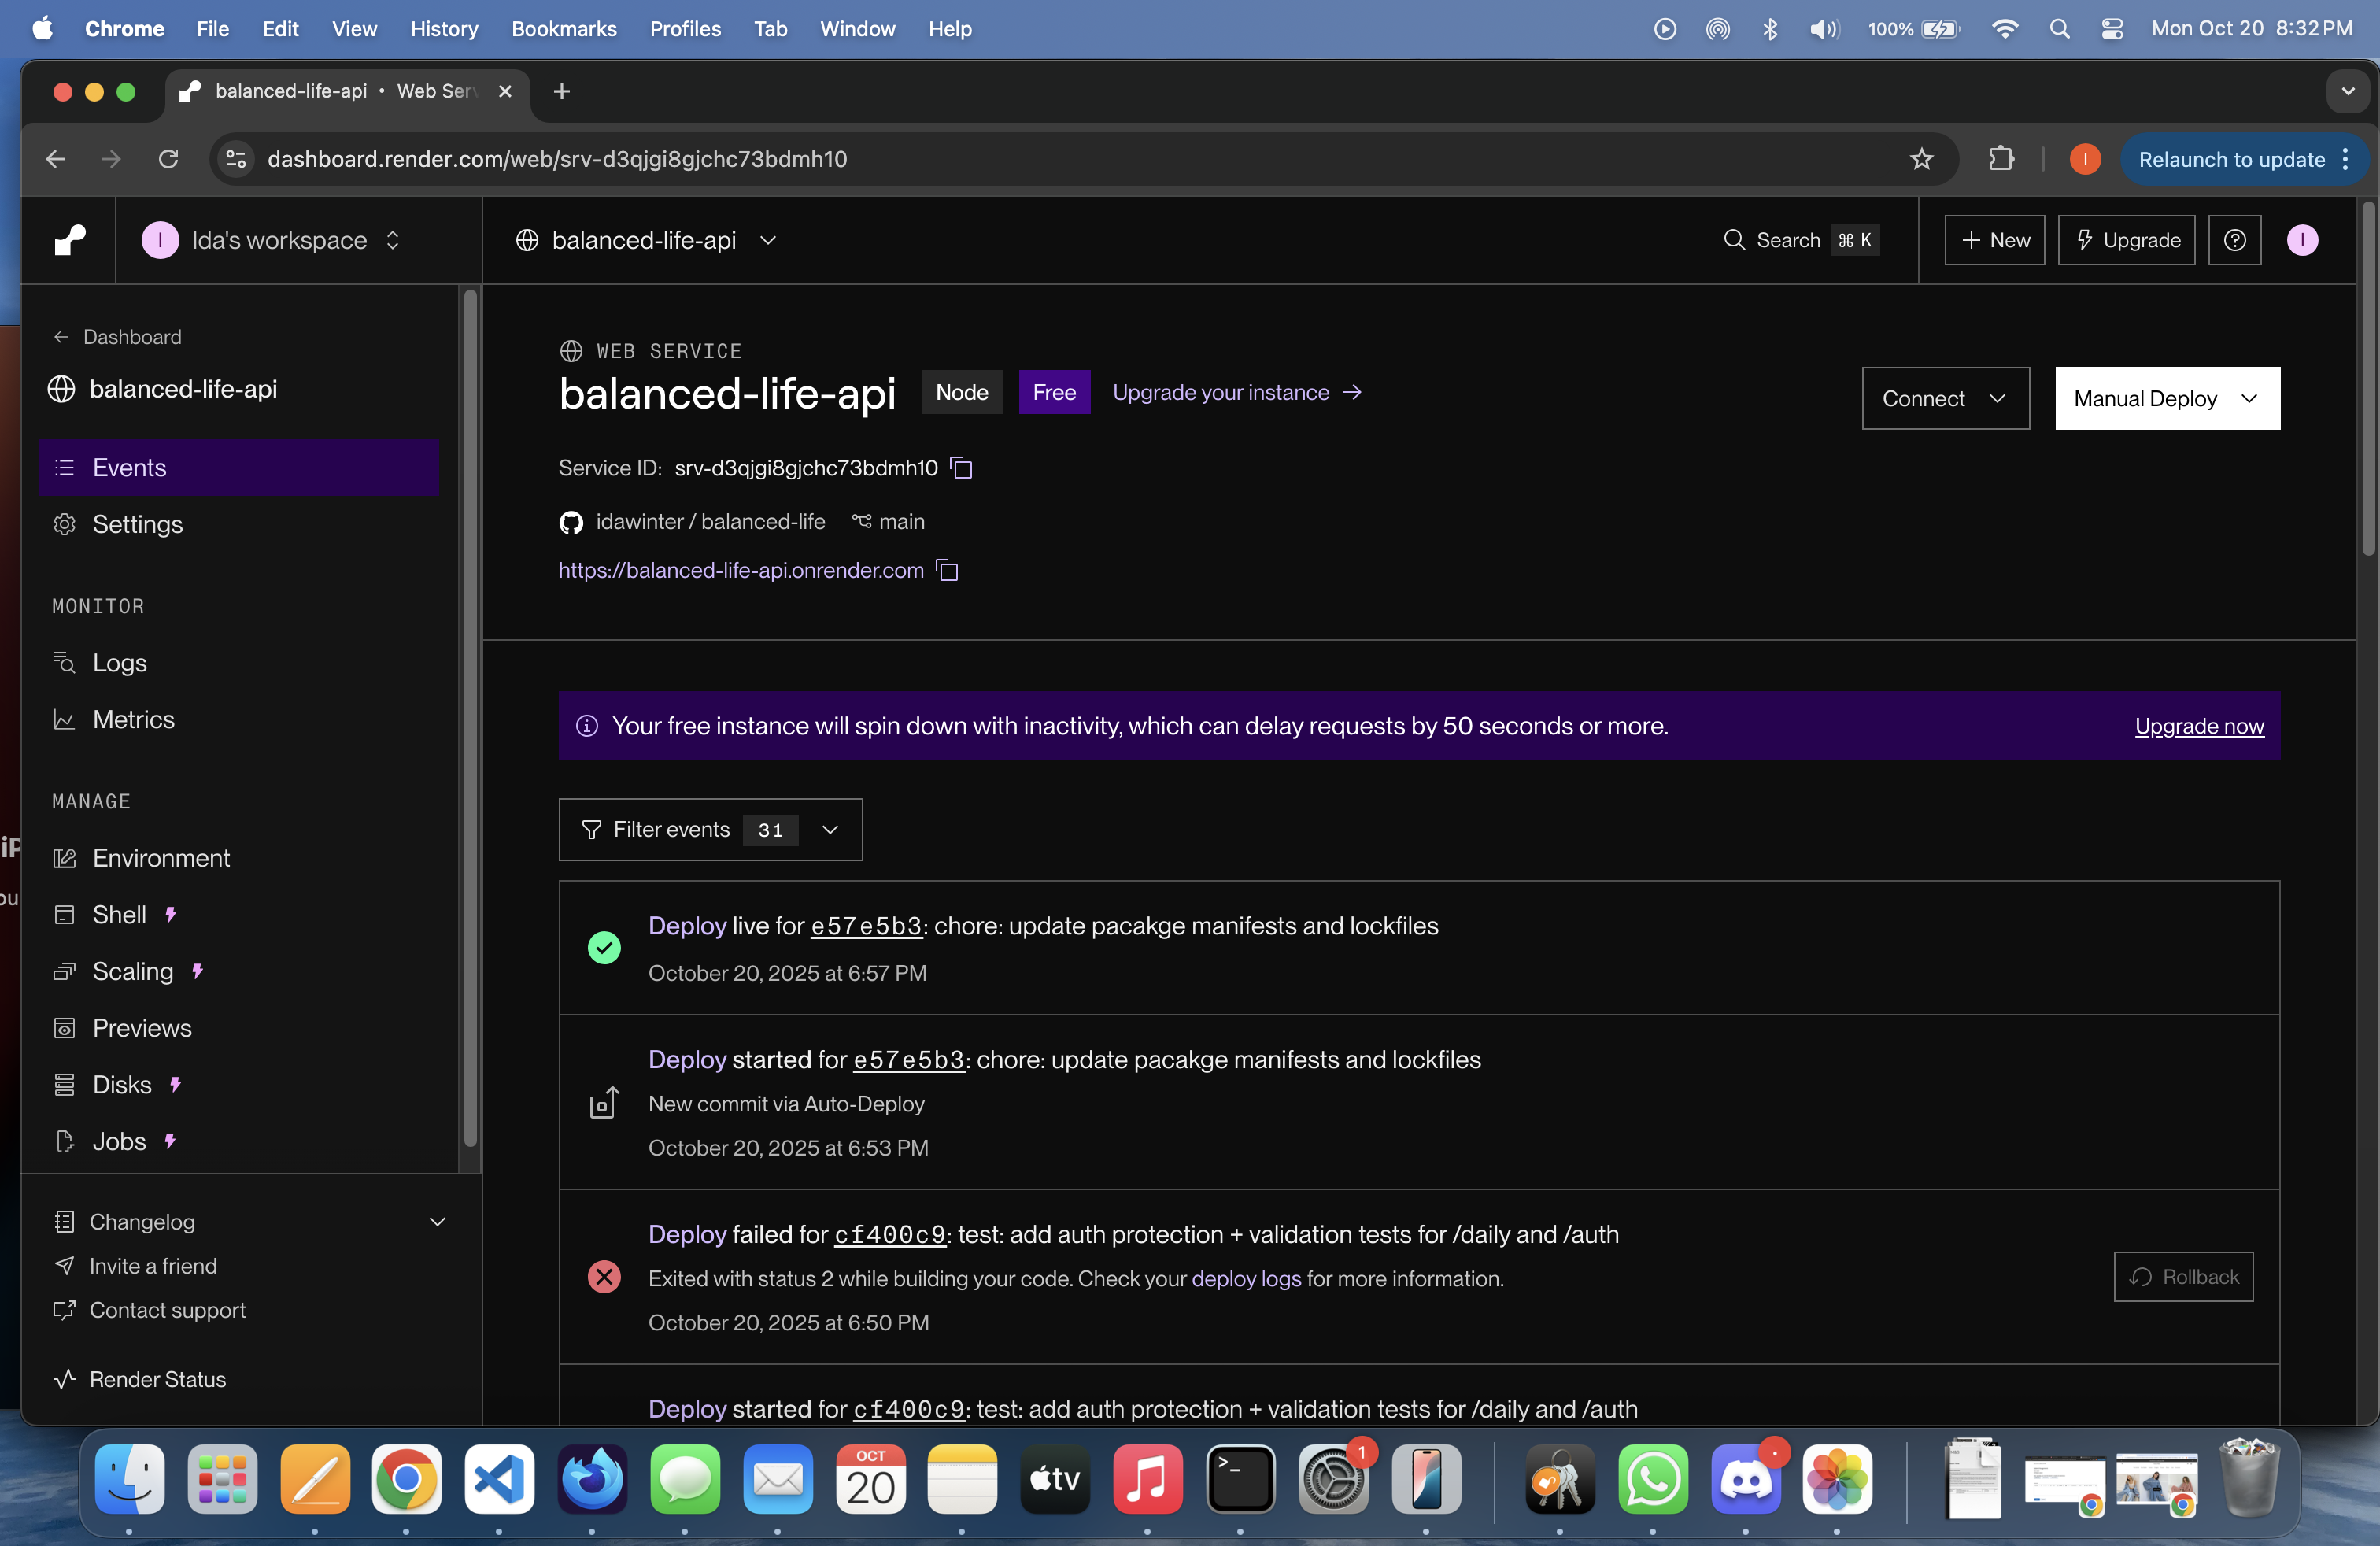 Chrome File Edit View History Bookmarks Profiles Tab Window Help 100% Mon Oct 20 8:32 PM
balanced-life-api • Web Ser
dashboard.render.com/web/srv-d3qjgi8gjchc73bdmh10
I
Relaunch to update
I Ida's workspace
balanced-life-api
Search ⌘ K
+ New
Upgrade
I
← Dashboard
balanced-life-api
Events
Settings
MONITOR
Logs
Metrics
MANAGE
Environment
Shell
Scaling
Previews
Disks
Jobs
Changelog
Invite a friend
Contact support
Render Status
WEB SERVICE
balanced-life-api Node Free Upgrade your instance →
Connect
Manual Deploy
Service ID: srv-d3qjgi8gjchc73bdmh10
idawinter / balanced-life main
https://balanced-life-api.onrender.com
Your free instance will spin down with inactivity, which can delay requests by 50 seconds or more. Upgrade now
Filter events 31
Deploy live for e57e5b3: chore: update pacakge manifests and lockfiles
October 20, 2025 at 6:57 PM
Deploy started for e57e5b3: chore: update pacakge manifests and lockfiles
New commit via Auto-Deploy
October 20, 2025 at 6:53 PM
Deploy failed for cf400c9: test: add auth protection + validation tests for /daily and /auth
Exited with status 2 while building your code. Check your deploy logs for more information.
October 20, 2025 at 6:50 PM
Rollback
Deploy started for cf400c9: test: add auth protection + validation tests for /daily and /auth
iP
ou
OCT
20
tv
1